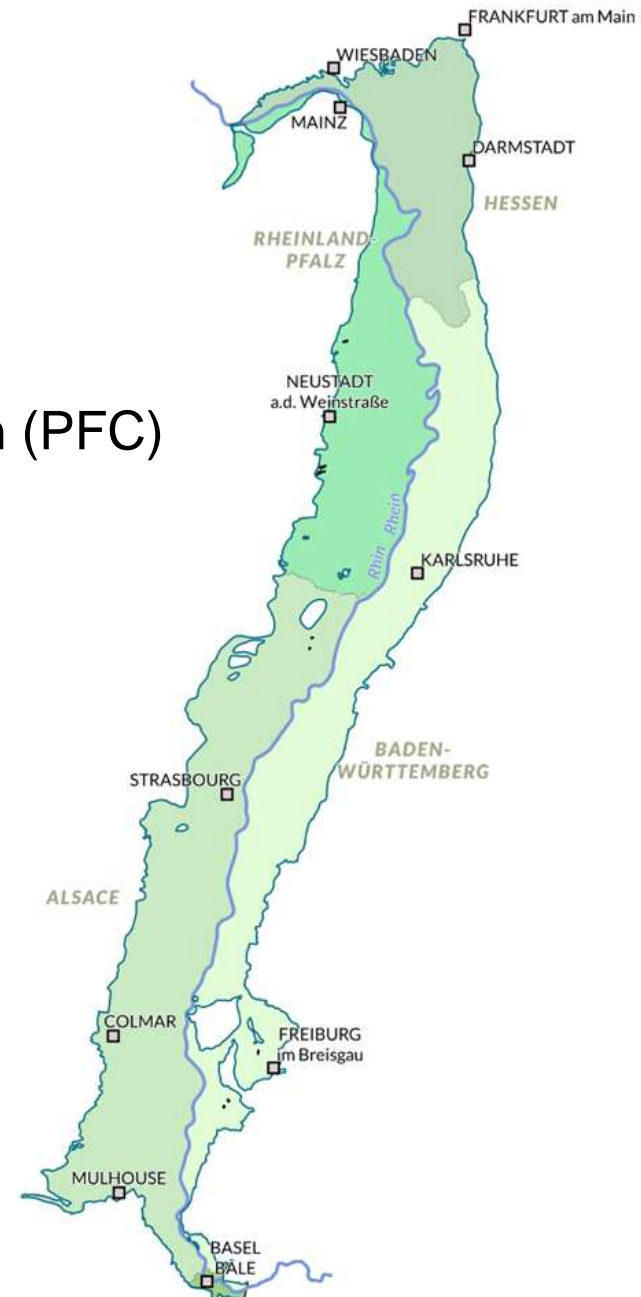 FRANKFURT am Main
WIESBADEN
MAINZ
DARMSTADT
HESSEN
RHEINLAND-
PFALZ
NEUSTADT
a.d. Weinstraße
(PFC)
Rhin Rhein
KARLSRUHE
BADEN-
WÜRTTEMBERG
STRASBOURG
ALSACE
COLMAR
FREIBURG
im Breisgau
MULHOUSE
BASEL
BÂLE